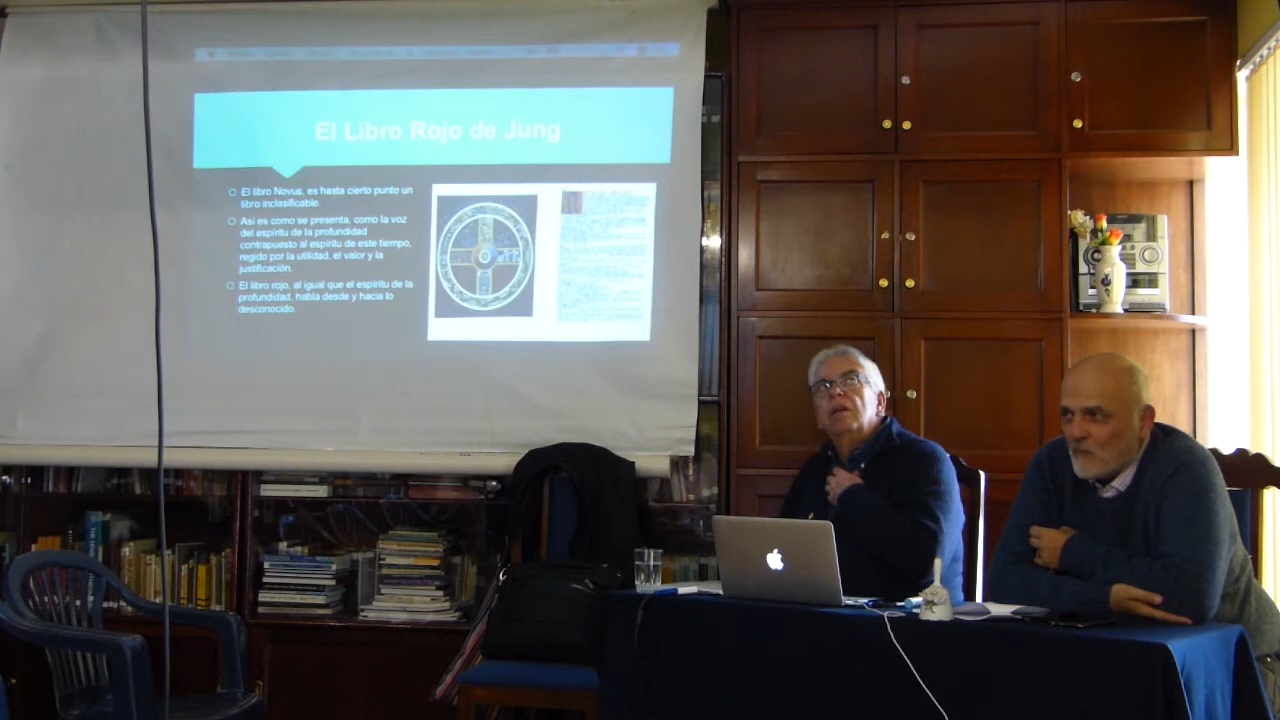 El Libro Rojo de Jung
El libro Novus, es hasta cierto punto un
libro inclasificable.
Así es como se presenta, como la voz
del espíritu de la profundidad
contrapuesto al espíritu de este tiempo,
regido por la utilidad, el valor y la
justificación.
El libro rojo, al igual que el espíritu de la
profundidad, habla desde y hacia lo
desconocido.